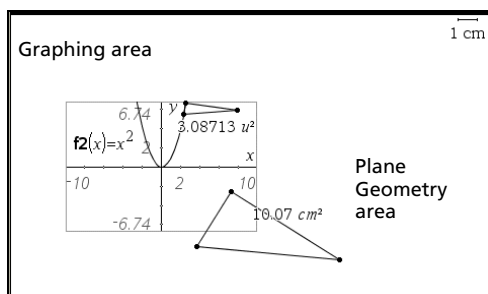 1 cm
Graphing area
6.74 y
3.08713 u²
f2(x)=x²
2
x
-10 2 10
Plane
Geometry
area
-6.74
10.07 cm²